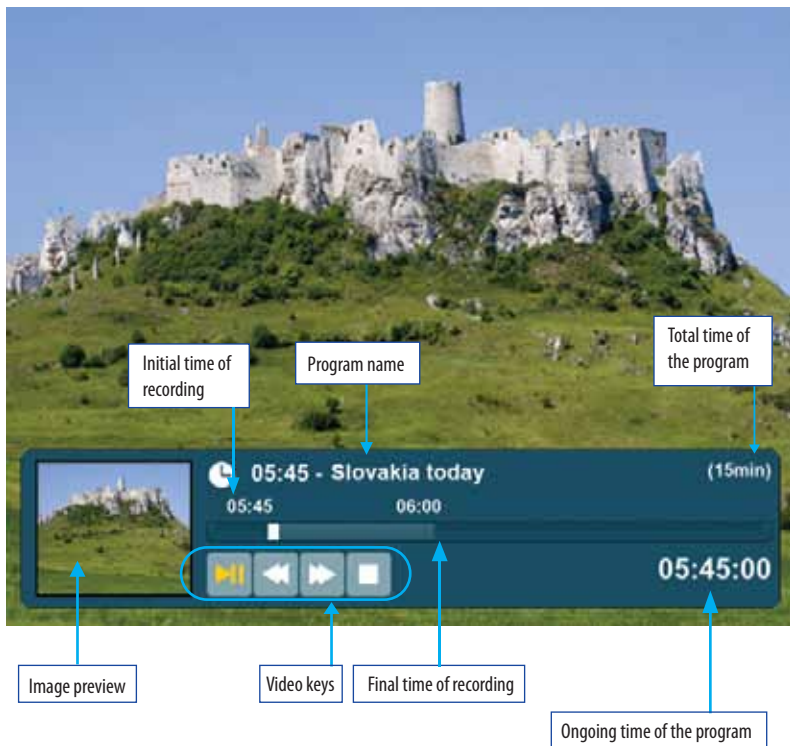 Total time of
the program
Initial time of
recording
Program name
05:45 - Slovakia today
(15min)
05:45
06:00
05:45:00
Image preview
Video keys
Final time of recording
Ongoing time of the program